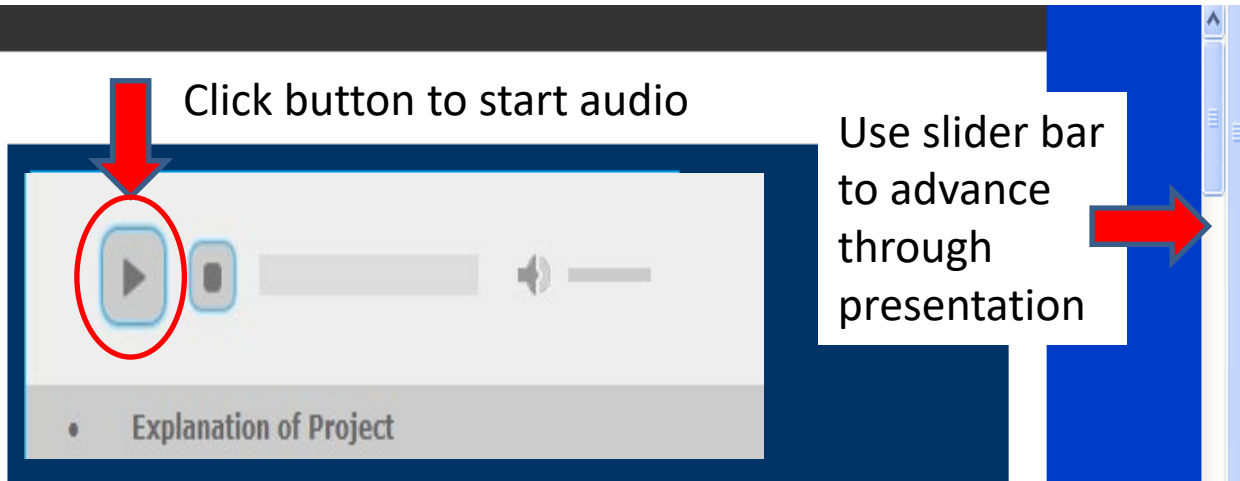 Click button to start audio
Use slider bar
to advance
through
presentation
• Explanation of Project